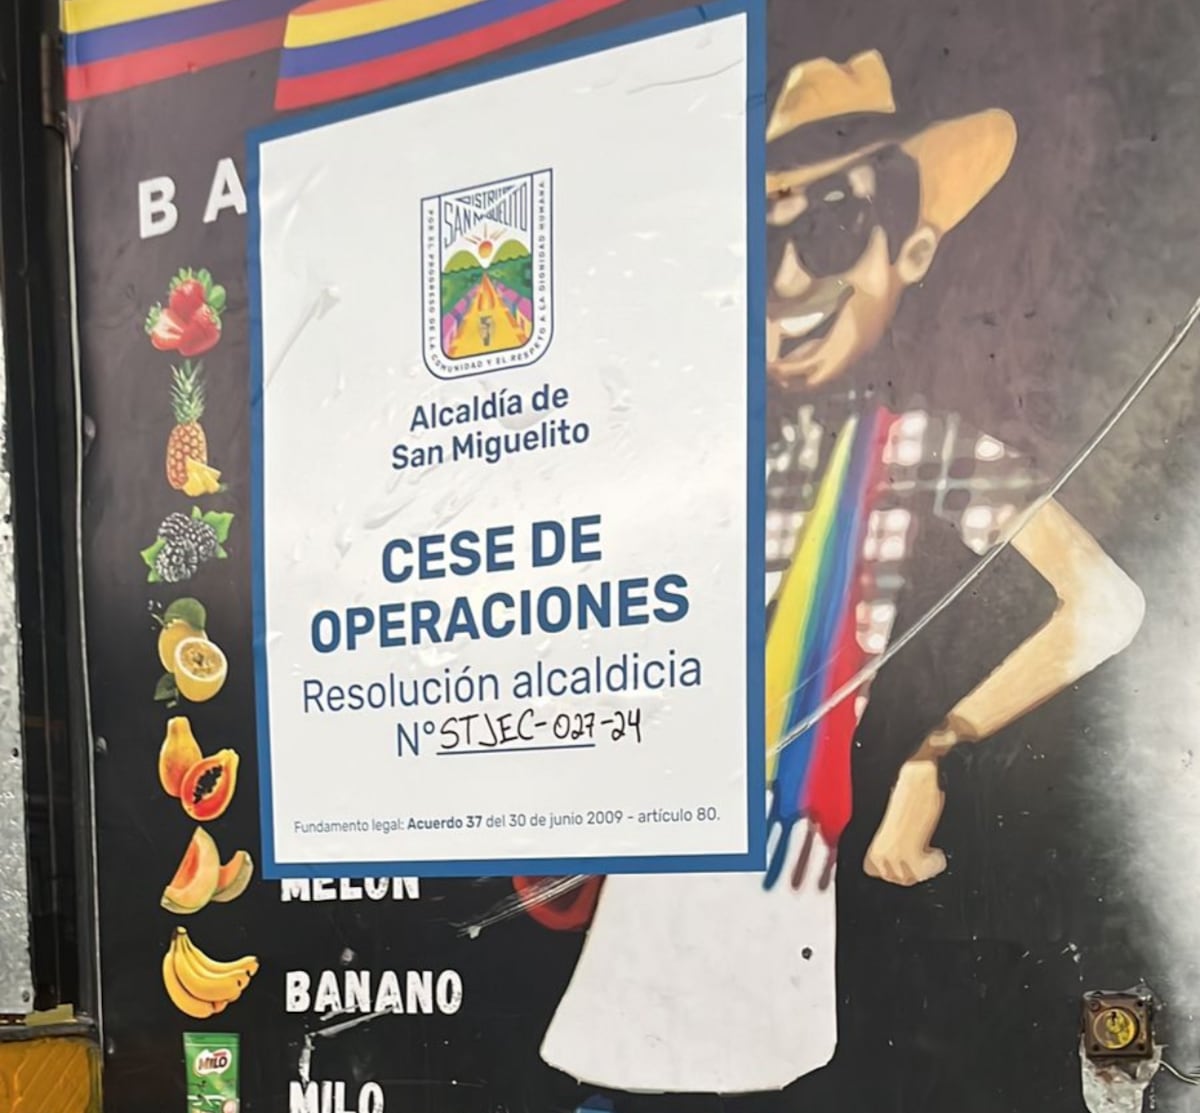 B A
DISTRITO
SAN MIGUELITO
POR EL PROGRESO DE LA COMUNIDAD Y EL RESPETO A LA DIGNIDAD HUMANA
Alcaldía de
San Miguelito
CESE DE
OPERACIONES
Resolución alcaldicia
N° STJEC-027-24
Fundamento legal: Acuerdo 37 del 30 de junio 2009 - artículo 80.
MELON
BANANO
MILO
MILO